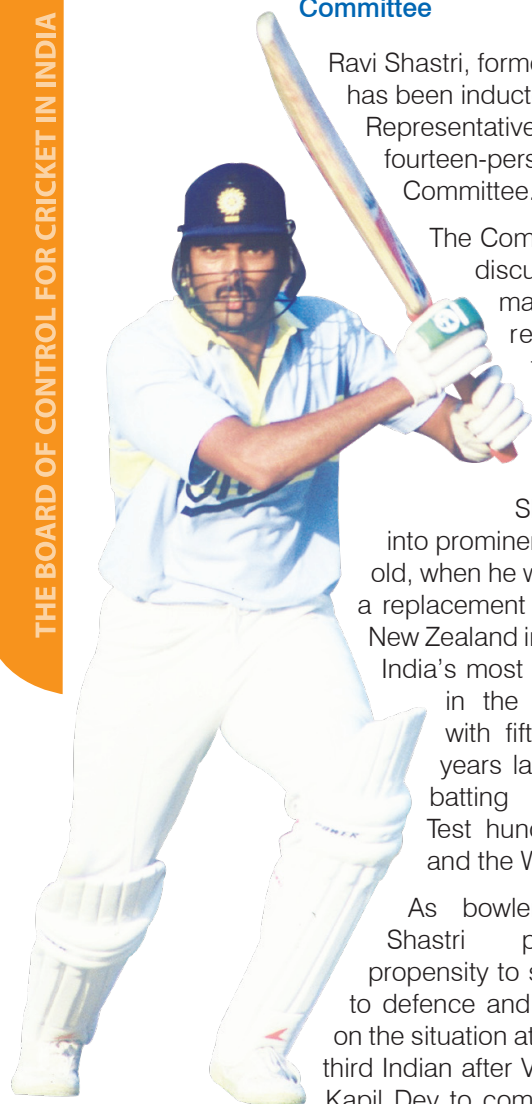 THE BOARD OF CONTROL FOR CRICKET IN INDIA
Committee
Ravi Shastri, forme
has been induct
Representative
fourteen-pers
Committee.
The Com
discu
ma
re
S
into promine
old, when he w
a replacement
New Zealand i
India's most
in the
with fift
years la
batting
Test hund
and the W
As bowle
Shastri p
propensity to s
to defence and
on the situation at
third Indian after V
Kapil Dev to com
POWER